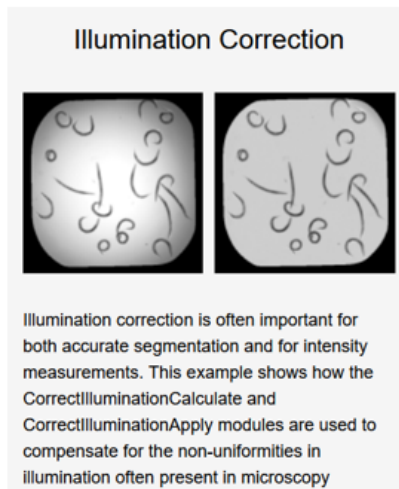 Illumination Correction
Illumination correction is often important for
both accurate segmentation and for intensity
measurements. This example shows how the
CorrectIlluminationCalculate and
CorrectIlluminationApply modules are used to
compensate for the non-uniformities in
illumination often present in microscopy